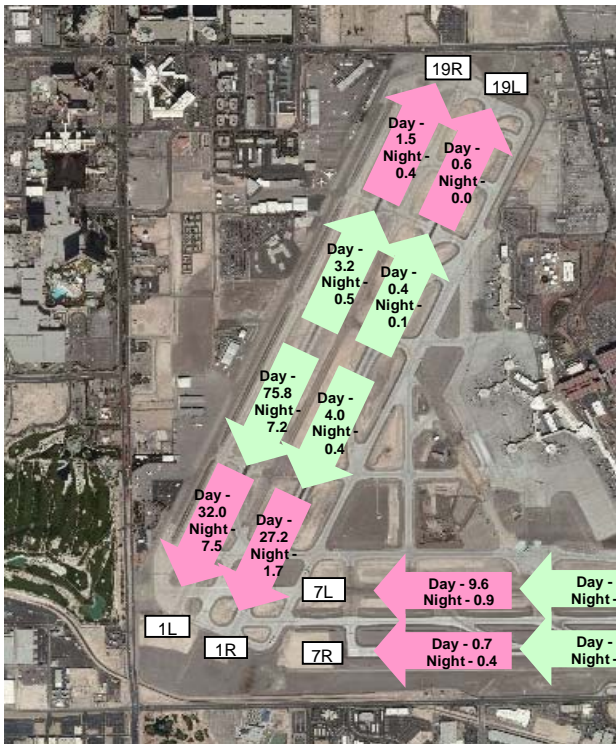 19R
19L
Day -
1.5
Night -
0.4
Day -
0.6
Night -
0.0
Day -
3.2
Night -
0.5
Day -
0.4
Night -
0.1
Day -
75.8
Night -
7.2
Day -
4.0
Night -
0.4
Day -
32.0
Night -
7.5
Day -
27.2
Night -
1.7
7L
Day - 9.6
Night - 0.9
Day -
Night -
1L
1R
7R
Day - 0.7
Night - 0.4
Day -
Night -